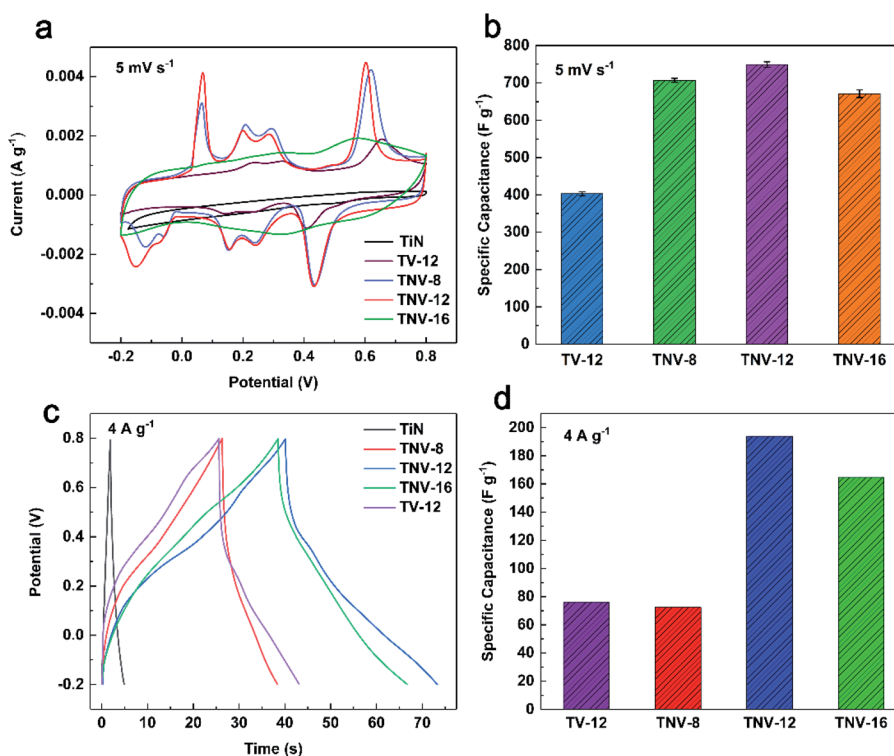 a
5 mV s-1
Current (A g-1)
0.004
0.002
0.000
-0.002
-0.004
TiN
TV-12
TNV-8
TNV-12
TNV-16
-0.2 0.0 0.2 0.4 0.6 0.8
Potential (V)
b
5 mV s-1
Specific Capacitance (F g-1)
800
700
600
500
400
300
200
100
0
TV-12 TNV-8 TNV-12 TNV-16
c
4 A g-1
Potential (V)
0.8
0.6
0.4
0.2
0.0
-0.2
TiN
TNV-8
TNV-12
TNV-16
TV-12
0 10 20 30 40 50 60 70
Time (s)
d
4 A g-1
Specific Capacitance (F g-1)
200
180
160
140
120
100
80
60
40
20
0
TV-12 TNV-8 TNV-12 TNV-16